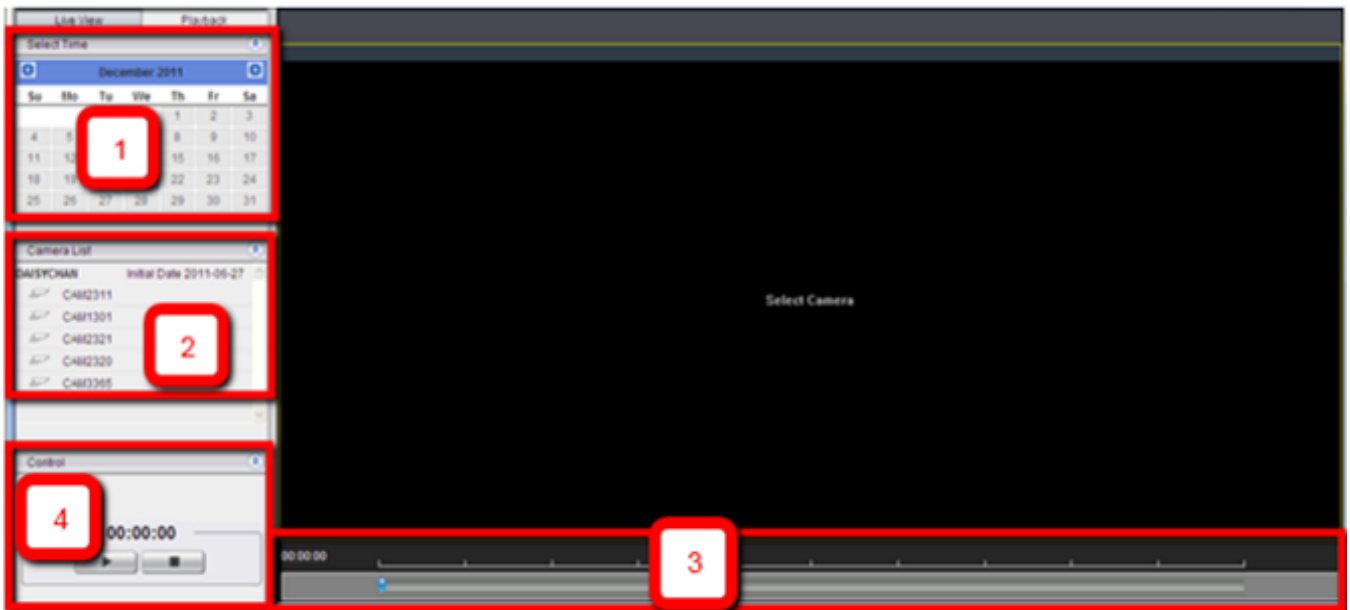 Live View Playback
Select Time
December 2011
Su Mo Tu We Th Fr Sa
1 2 3
4 5 8 9 10
11 12 15 16 17
18 19 22 23 24
25 26 27 28 29 30 31
1
Camera List
DAISYCHAN Initial Date 2011-06-27
CAM2311
CAM1301
CAM2321
CAM2320
CAM3365
2
Select Camera
Control
4
00:00:00
00:00:00
3